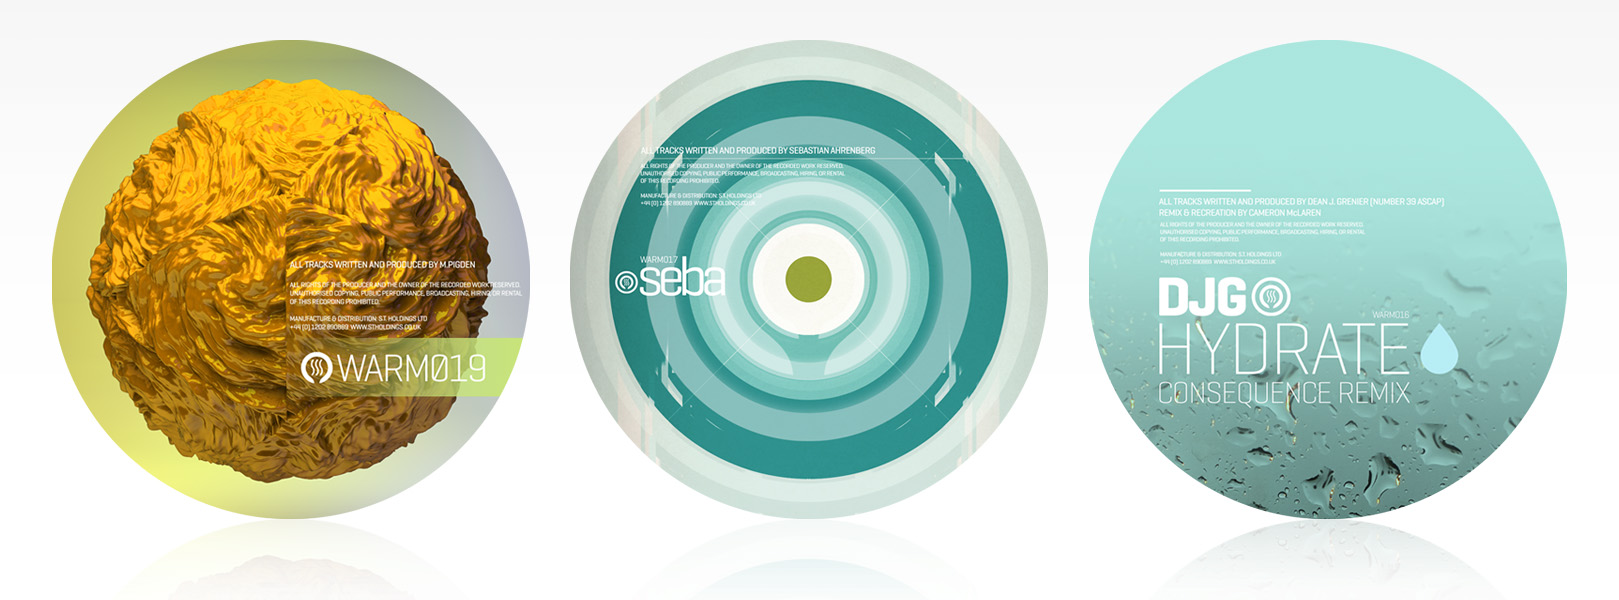 ALL TRACKS WRITTEN AND PRODUCED BY M.PIGDEN
ALL RIGHTS OF THE PRODUCER AND THE OWNER OF THE RECORDED WORK RESERVED.
UNAUTHORISED COPYING, PUBLIC PERFORMANCE, BROADCASTING, HIRING, OR RENTAL
OF THIS RECORDING PROHIBITED.
MANUFACTURE & DISTRIBUTION: S.T. HOLDINGS LTD
+44 [0] 1202 890889 WWW.STHOLDINGS.CO.UK
WARM019
ALL TRACKS WRITTEN AND PRODUCED BY SEBASTIAN AHRENBERG
ALL RIGHTS OF THE PRODUCER AND THE OWNER OF THE RECORDED WORK RESERVED.
UNAUTHORISED COPYING, PUBLIC PERFORMANCE, BROADCASTING, HIRING, OR RENTAL
OF THIS RECORDING PROHIBITED.
MANUFACTURE & DISTRIBUTION: S.T. HOLDINGS LTD
+44 [0] 1202 890889 WWW.STHOLDINGS.CO.UK
WARM017
seba
ALL TRACKS WRITTEN AND PRODUCED BY DEAN J. GRENIER [NUMBER 39 ASCAP]
REMIX & RECREATION BY CAMERON McLAREN
ALL RIGHTS OF THE PRODUCER AND THE OWNER OF THE RECORDED WORK RESERVED.
UNAUTHORISED COPYING, PUBLIC PERFORMANCE, BROADCASTING, HIRING, OR RENTAL
OF THIS RECORDING PROHIBITED.
MANUFACTURE & DISTRIBUTION: S.T. HOLDINGS LTD
+44 [0] 1202 890889 WWW.STHOLDINGS.CO.UK
DJG
WARM016
HYDRATE
CONSEQUENCE REMIX